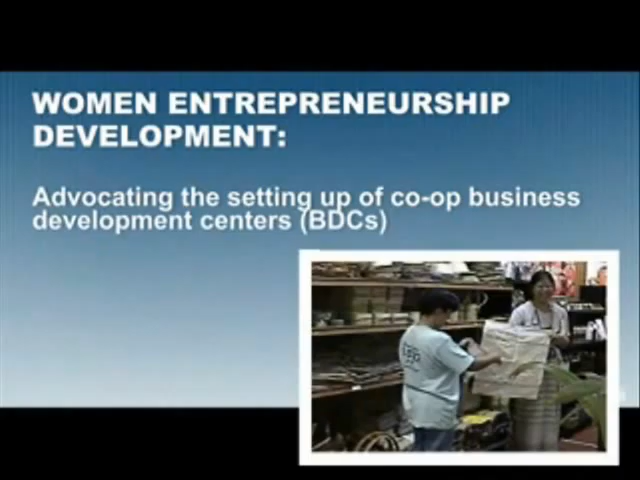 WOMEN ENTREPRENEURSHIP
DEVELOPMENT:
Advocating the setting up of co-op business
development centers (BDCs)